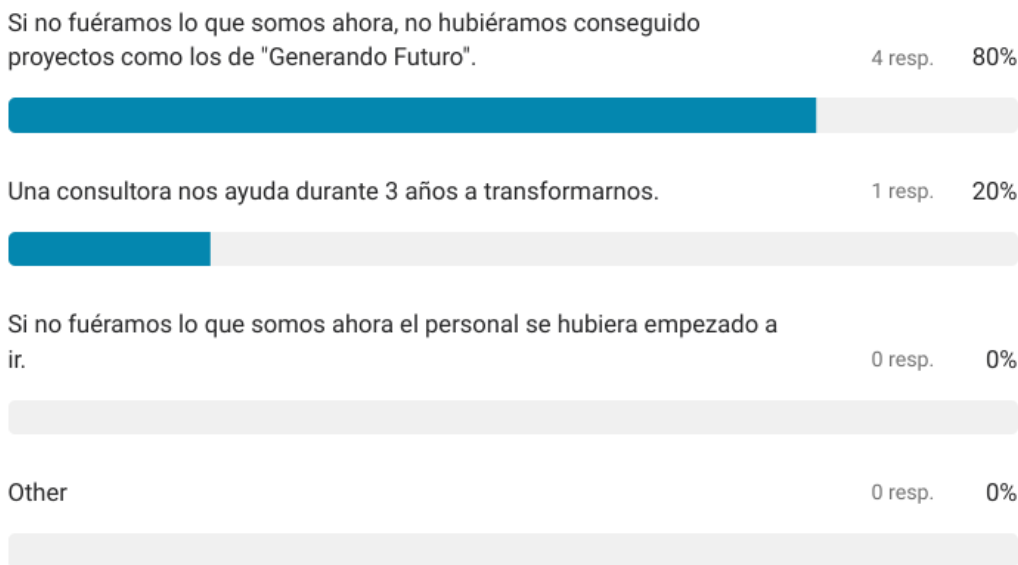 Si no fuéramos lo que somos ahora, no hubiéramos conseguido
proyectos como los de "Generando Futuro".
4 resp. 80%
Una consultora nos ayuda durante 3 años a transformarnos.
1 resp. 20%
Si no fuéramos lo que somos ahora el personal se hubiera empezado a
ir.
0 resp. 0%
Other
0 resp. 0%